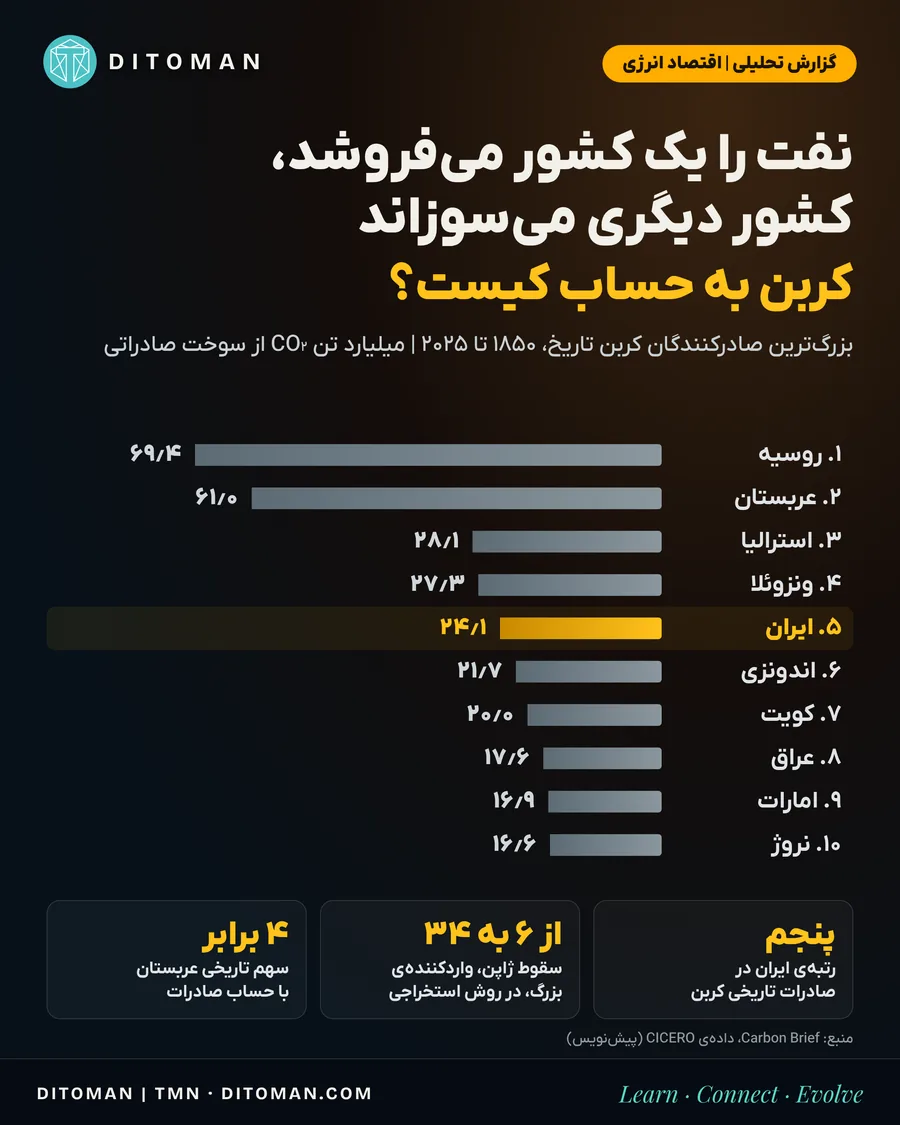 DITOMAN
گزارش تحلیلی | اقتصاد انرژی
نفت را یک کشور می‌فروشد،
کشور دیگری می‌سوزاند
کربن به حساب کیست؟
بزرگ‌ترین صادرکنندگان کربن تاریخ، ۱۸۵۰ تا ۲۰۲۵ | میلیارد تن CO₂ از سوخت صادراتی
۱. روسیه ۶۹٫۴
۲. عربستان ۶۱٫۰
۳. استرالیا ۲۸٫۱
۴. ونزوئلا ۲۷٫۳
۵. ایران ۲۴٫۱
۶. اندونزی ۲۱٫۷
۷. کویت ۲۰٫۰
۸. عراق ۱۷٫۶
۹. امارات ۱۶٫۹
۱۰. نروژ ۱۶٫۶
پنجم
رتبه‌ی ایران در
صادرات تاریخی کربن
از ۶ به ۳۴
سقوط ژاپن، واردکننده‌ی
بزرگ، در روش استخراجی
۴ برابر
سهم تاریخی عربستان
با حساب صادرات
منبع: Carbon Brief، داده‌ی CICERO (پیش‌نویس)
DITOMAN | TMN · DITOMAN.COM
Learn · Connect · Evolve